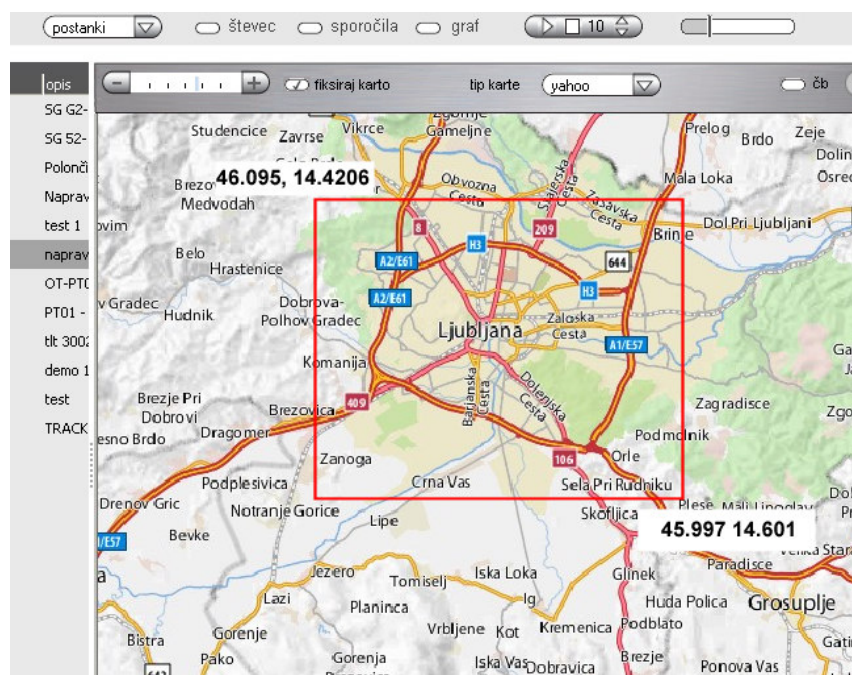 postanki
števec
sporočila
graf
10
opis
SG G2-
SG 52-
Polonči
Naprav
test 1
naprav
OT-PT0
PT01 -
tlt 3002
demo 1
test
TRACK
fiksiraj karto
tip karte
yahoo
čb
Studencice
Zavrse
Vikrce
Gameljne
Prelog
Brdo
Zeje
Dolin
Mala Loka
46.095, 14.4206
Brezo
Medvodah
Obvozna
Cesta
Stajerska
Cesta
Zasavska
Cesta
8
209
Dol Pri Ljubljani
Brinje
Belo
Hrastenice
A2/E61
H3
644
A2/E61
H3
v Gradec
Hudnik
Dobrova-
Polhov Gradec
Ljubljana
Zaloska
Cesta
A1/E57
Komanija
Barjanska
Cesta
Dolenjska
Cesta
409
Brezje Pri
Dobrovi
Brezovica
Zagradisce
Dragomer
esno Brdo
Podmolnik
Zanoga
106
Orle
Podplesivica
Crna Vas
Sela Pri Rudniku
Drenov Gric
Notranje Gorice
Lipe
Skofljica
Bevke
45.997 14.601
Paradisce
Jezero
Tomiselj
Iska Loka
Glinek
Lazi
Planinca
Ig
Huda Polica
Grosuplje
Bistra
Gorenje
Vrbljene
Kot
Kremenica
Podblato
Pako
Gorenja
Iska Vas
Dobravica
Brezje
Ponova Vas